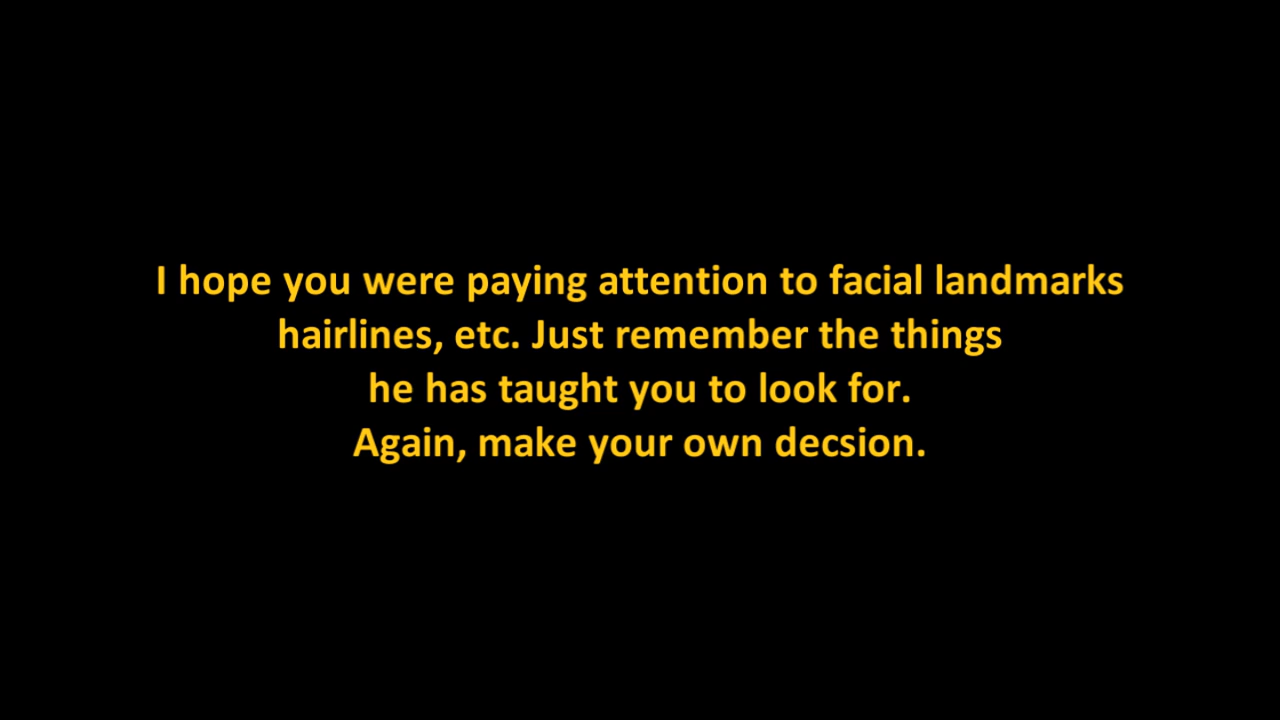 I hope you were paying attention to facial landmarks
hairlines, etc. Just remember the things
he has taught you to look for.
Again, make your own decsion.